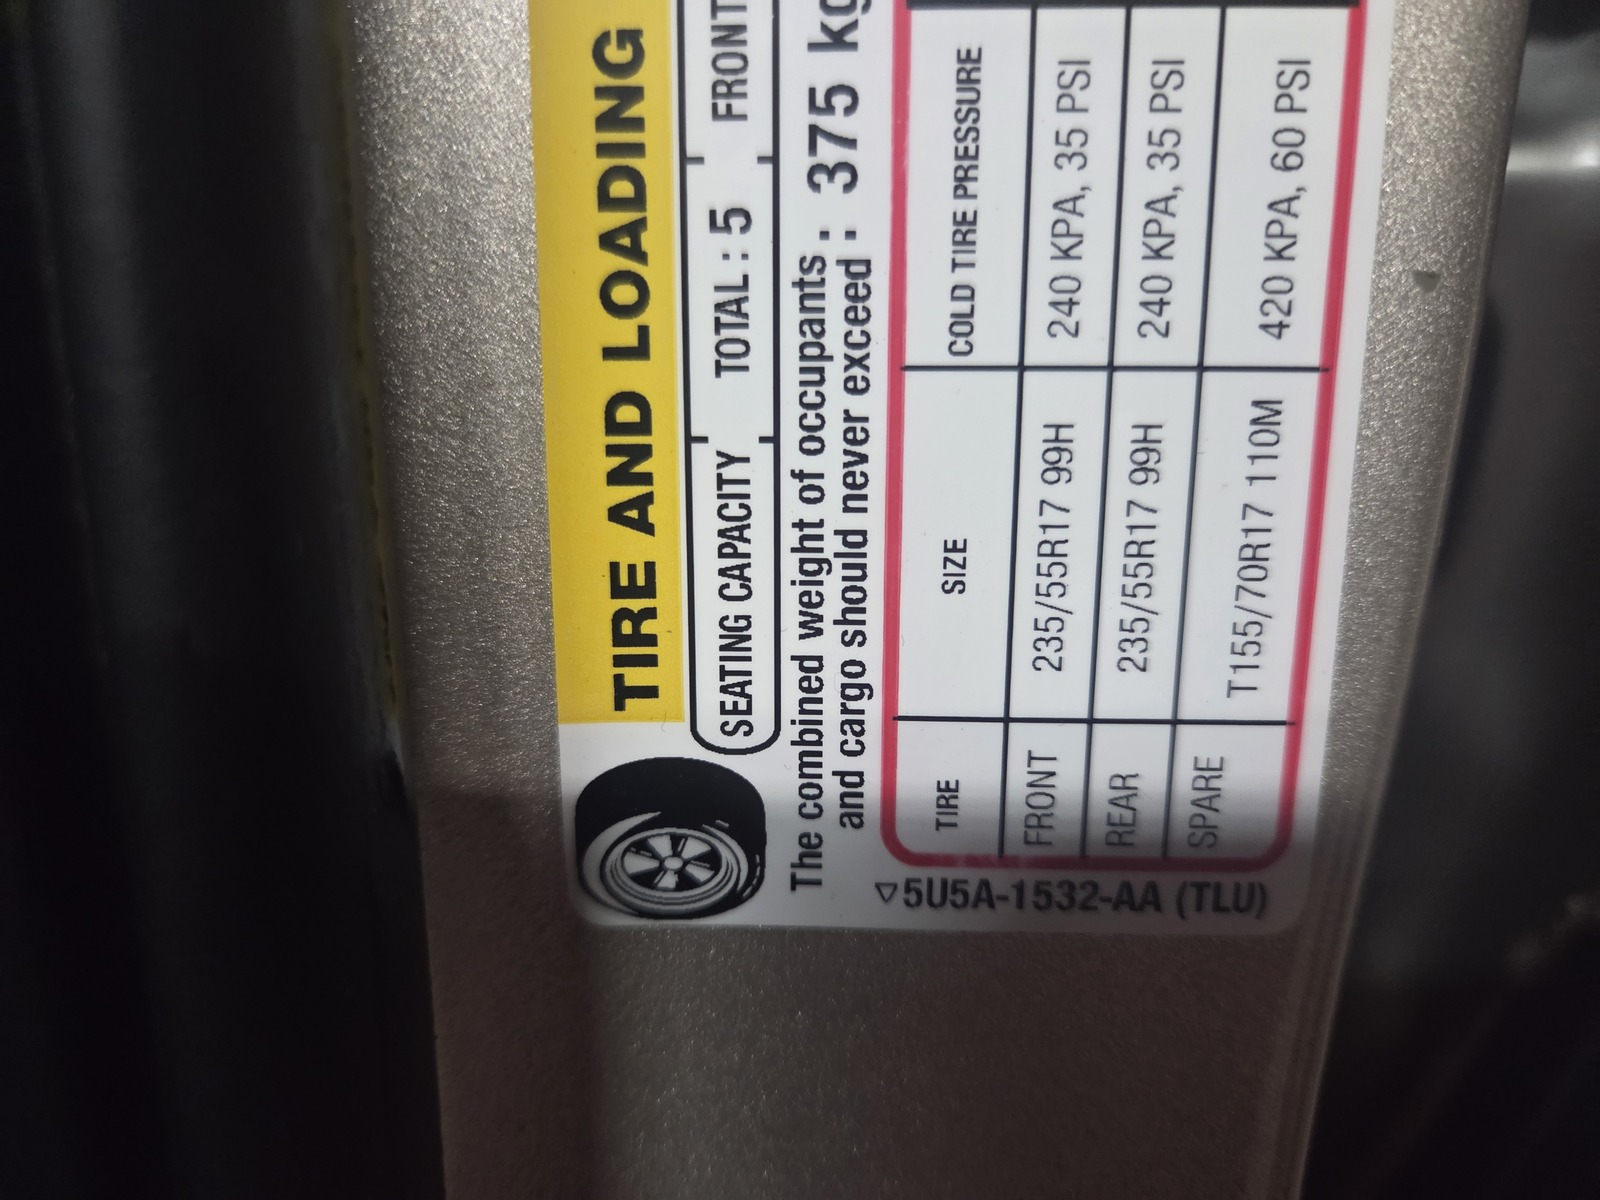 TIRE AND LOADING
SEATING CAPACITY TOTAL : 5 FRONT
The combined weight of occupants : 375 kg
and cargo should never exceed :
TIRE SIZE COLD TIRE PRESSURE
FRONT 235/55R17 99H 240 KPA, 35 PSI
REAR 235/55R17 99H 240 KPA, 35 PSI
SPARE T155/70R17 110M 420 KPA, 60 PSI
▽5U5A-1532-AA (TLU)